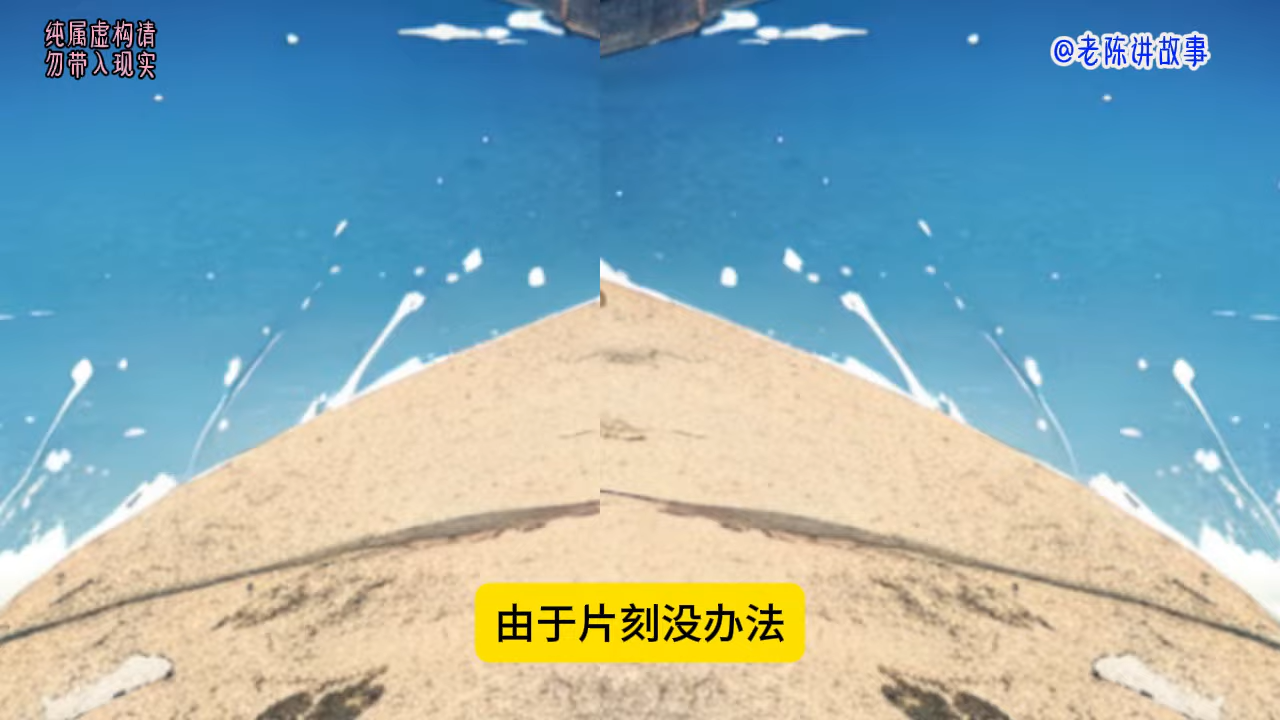 纯属虚构请
勿带入现实
@老陈讲故事
由于片刻没办法